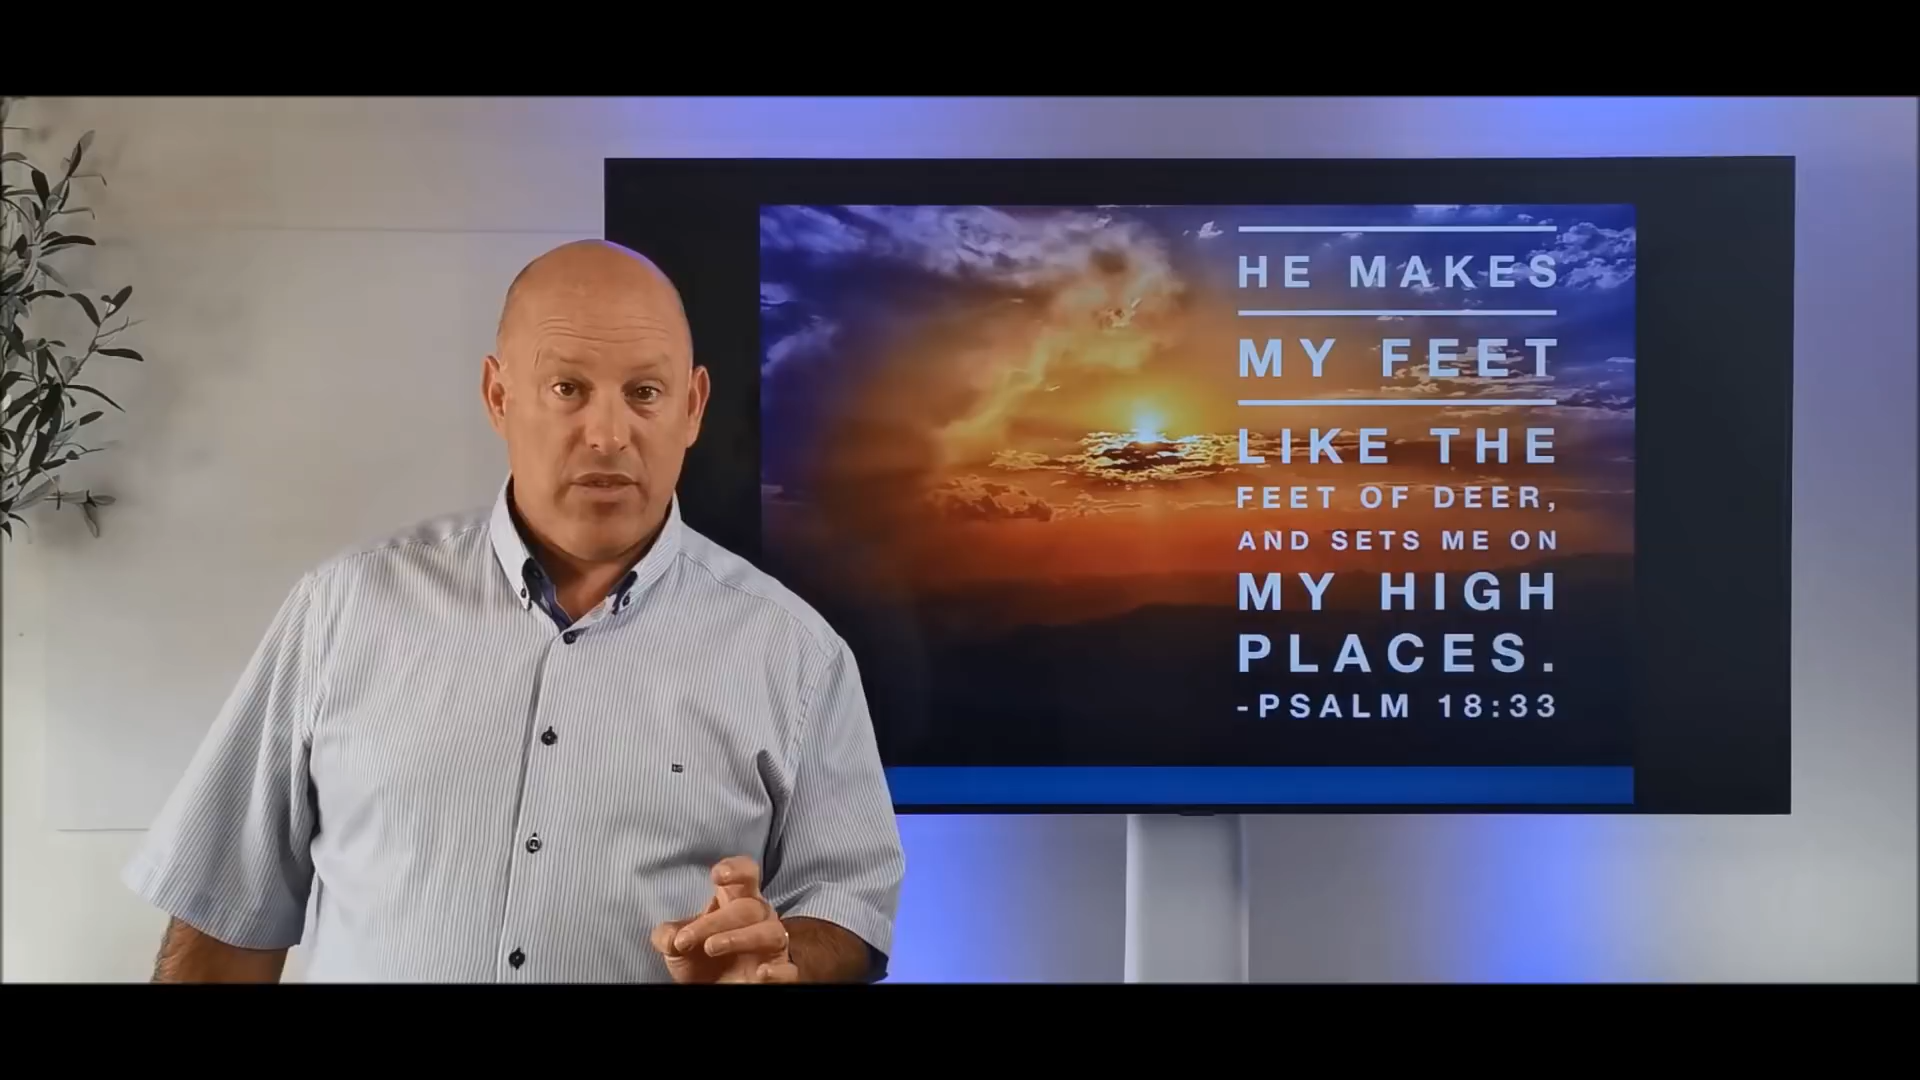 HE MAKES
MY FEET
LIKE THE
FEET OF DEER,
AND SETS ME ON
MY HIGH
PLACES.
-PSALM 18:33